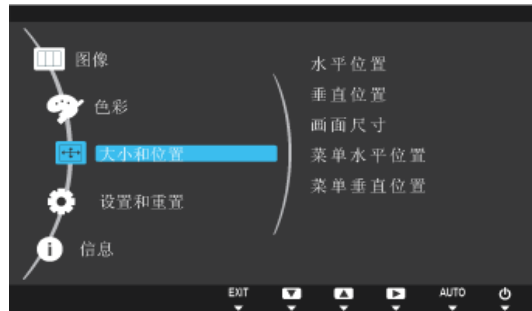 图像
色彩
大小和位置
设置和重置
信息
水平位置
垂直位置
画面尺寸
菜单水平位置
菜单垂直位置
EXIT
AUTO